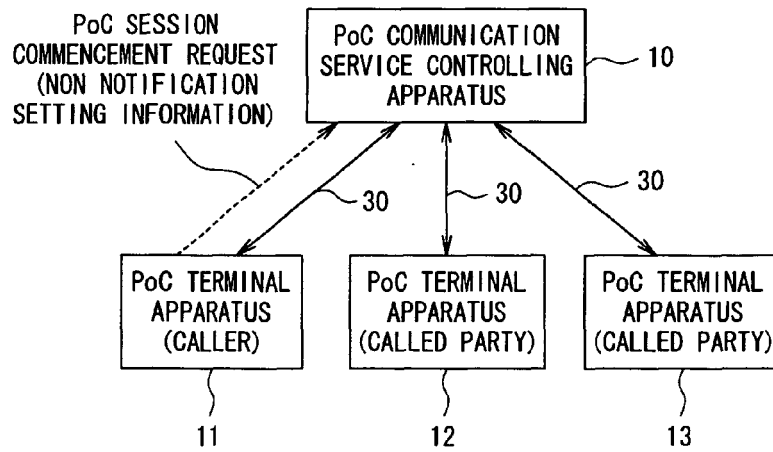 PoC SESSION
COMMENCEMENT REQUEST
(NON NOTIFICATION
SETTING INFORMATION)
PoC COMMUNICATION
SERVICE CONTROLLING
APPARATUS
10
30
30
30
PoC TERMINAL
APPARATUS
(CALLER)
PoC TERMINAL
APPARATUS
(CALLED PARTY)
PoC TERMINAL
APPARATUS
(CALLED PARTY)
11
12
13